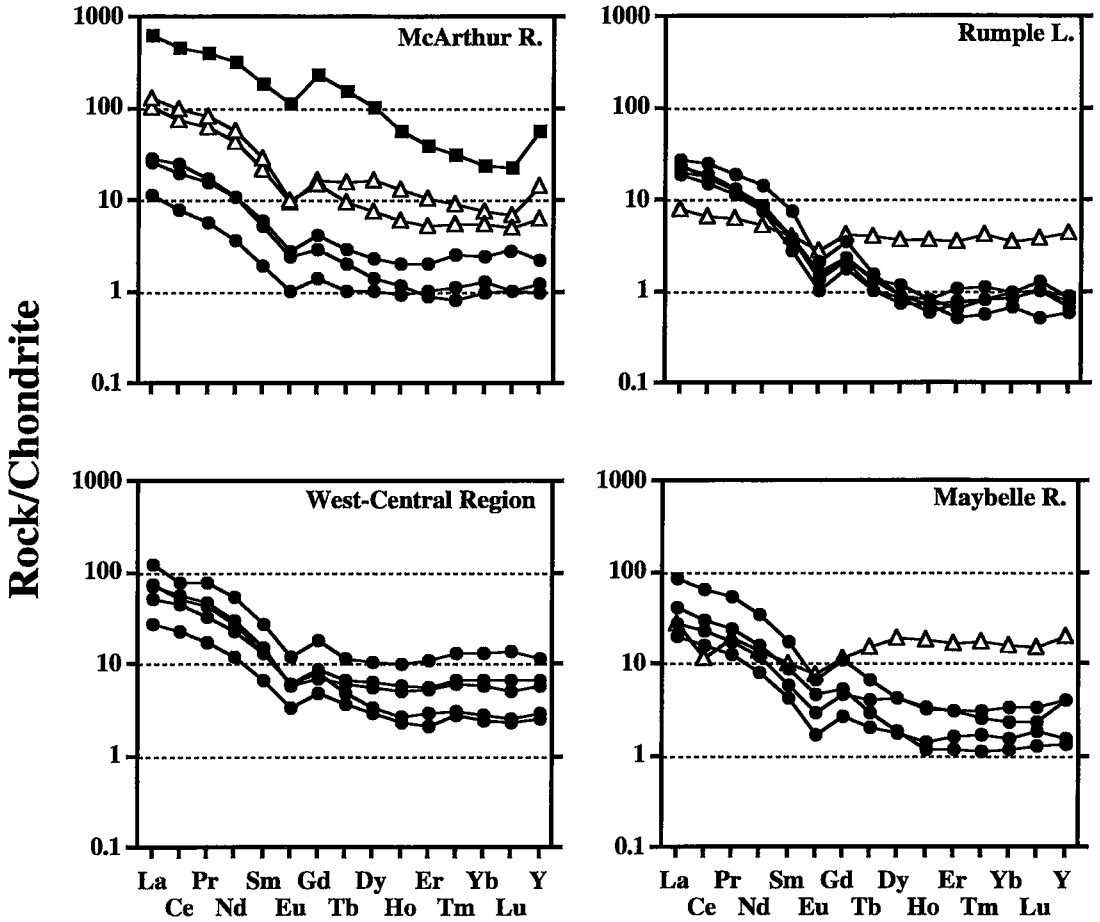 Rock/Chondrite
1000
100
10
1
0.1
McArthur R.
1000
100
10
1
0.1
Rumple L.
1000
100
10
1
0.1
West-Central Region
La Pr Sm Gd Dy Er Yb Y
Ce Nd Eu Tb Ho Tm Lu
1000
100
10
1
0.1
Maybelle R.
La Pr Sm Gd Dy Er Yb Y
Ce Nd Eu Tb Ho Tm Lu